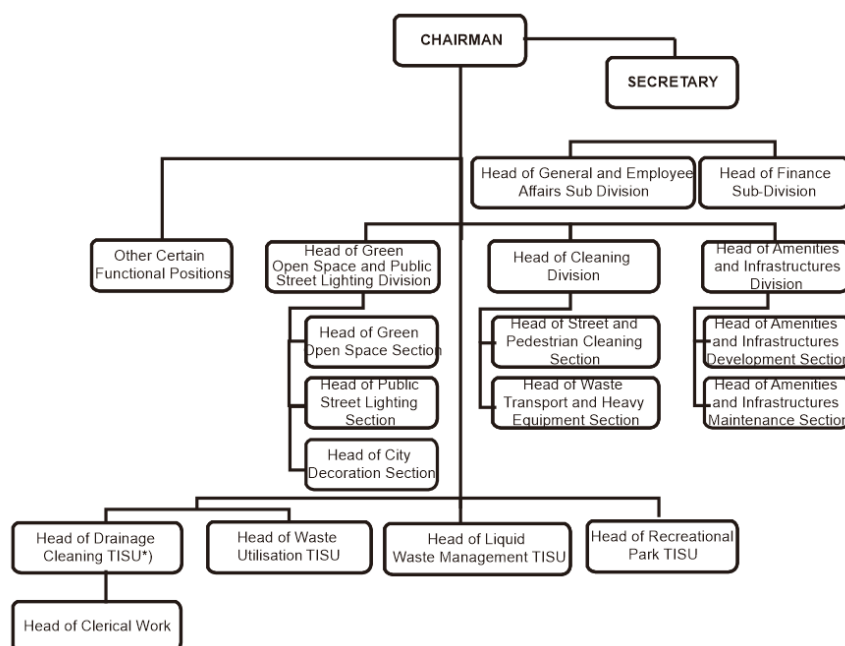 CHAIRMAN
SECRETARY
Head of General and Employee
Affairs Sub Division
Head of Finance
Sub-Division
Other Certain
Functional Positions
Head of Green
Open Space and Public
Street Lighting Division
Head of Cleaning
Division
Head of Amenities
and Infrastructures
Division
Head of Green
Open Space Section
Head of Street and
Pedestrian Cleaning
Section
Head of Amenities
and Infrastructures
Development Section
Head of Public
Street Lighting
Section
Head of Waste
Transport and Heavy
Equipment Section
Head of Amenities
and Infrastructures
Maintenance Section
Head of City
Decoration Section
Head of Drainage
Cleaning TISU*)
Head of Waste
Utilisation TISU
Head of Liquid
Waste Management TISU
Head of Recreational
Park TISU
Head of Clerical Work